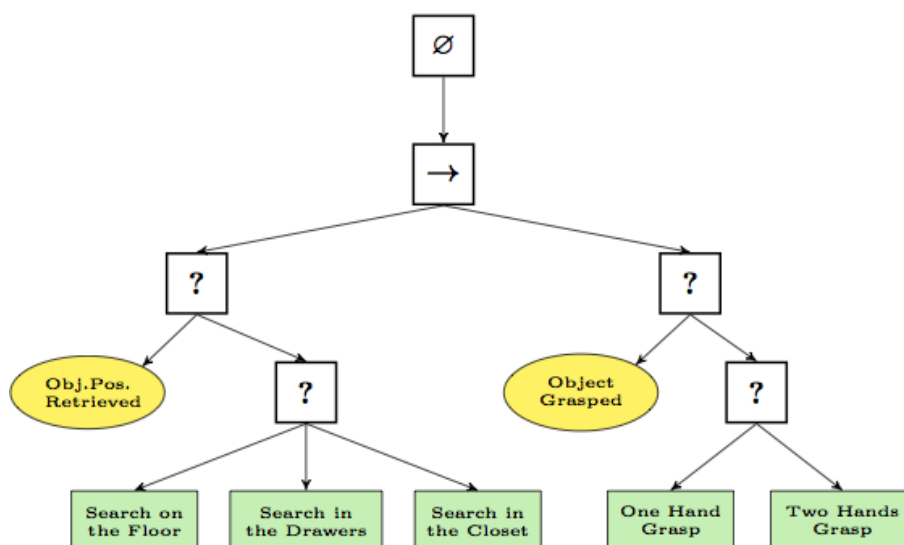 ∅
→
?
?
Obj.Pos.
Retrieved
?
Object
Grasped
?
Search on
the Floor
Search in
the Drawers
Search in
the Closet
One Hand
Grasp
Two Hands
Grasp